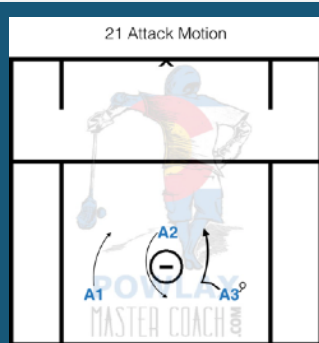 21 Attack Motion
A2
A1
A3
POWLAX
MASTER COACH .COM